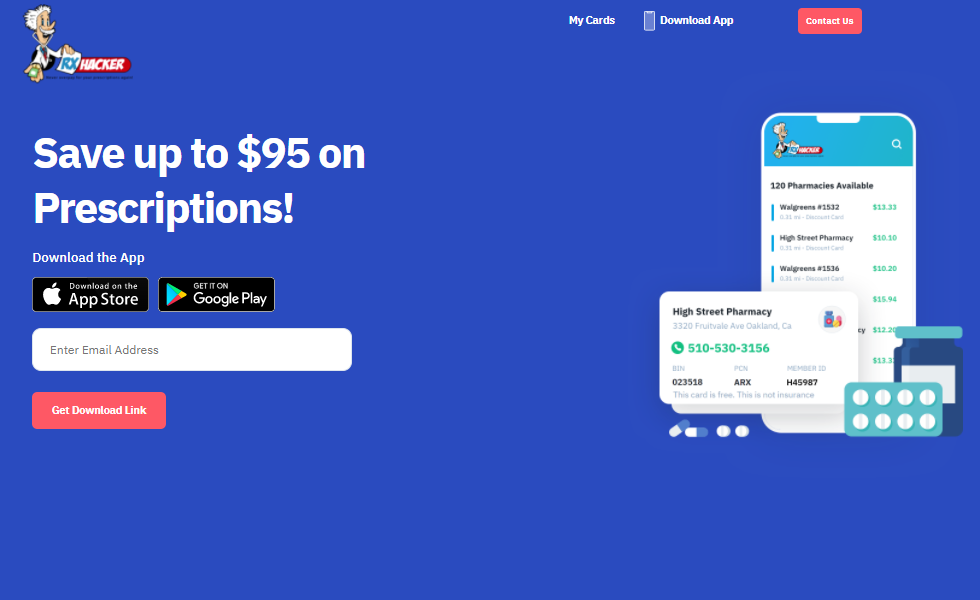 RX HACKER
My Cards
Download App
Contact Us
Save up to $95 on
Prescriptions!
Download the App
Download on the
App Store
GET IT ON
Google Play
Enter Email Address
Get Download Link
RX HACKER
120 Pharmacies Available
Walgreens #1532 $13.33
0.31 mi - Discount Card
High Street Pharmacy $10.10
0.31 mi - Discount Card
Walgreens #1536 $10.20
0.31 mi - Discount Card
$15.94
cy $12.20
High Street Pharmacy
3320 Fruitvale Ave Oakland, Ca
510-530-3156
BIN PCN MEMBER ID
023518 ARX H45987
This card is free. This is not insurance